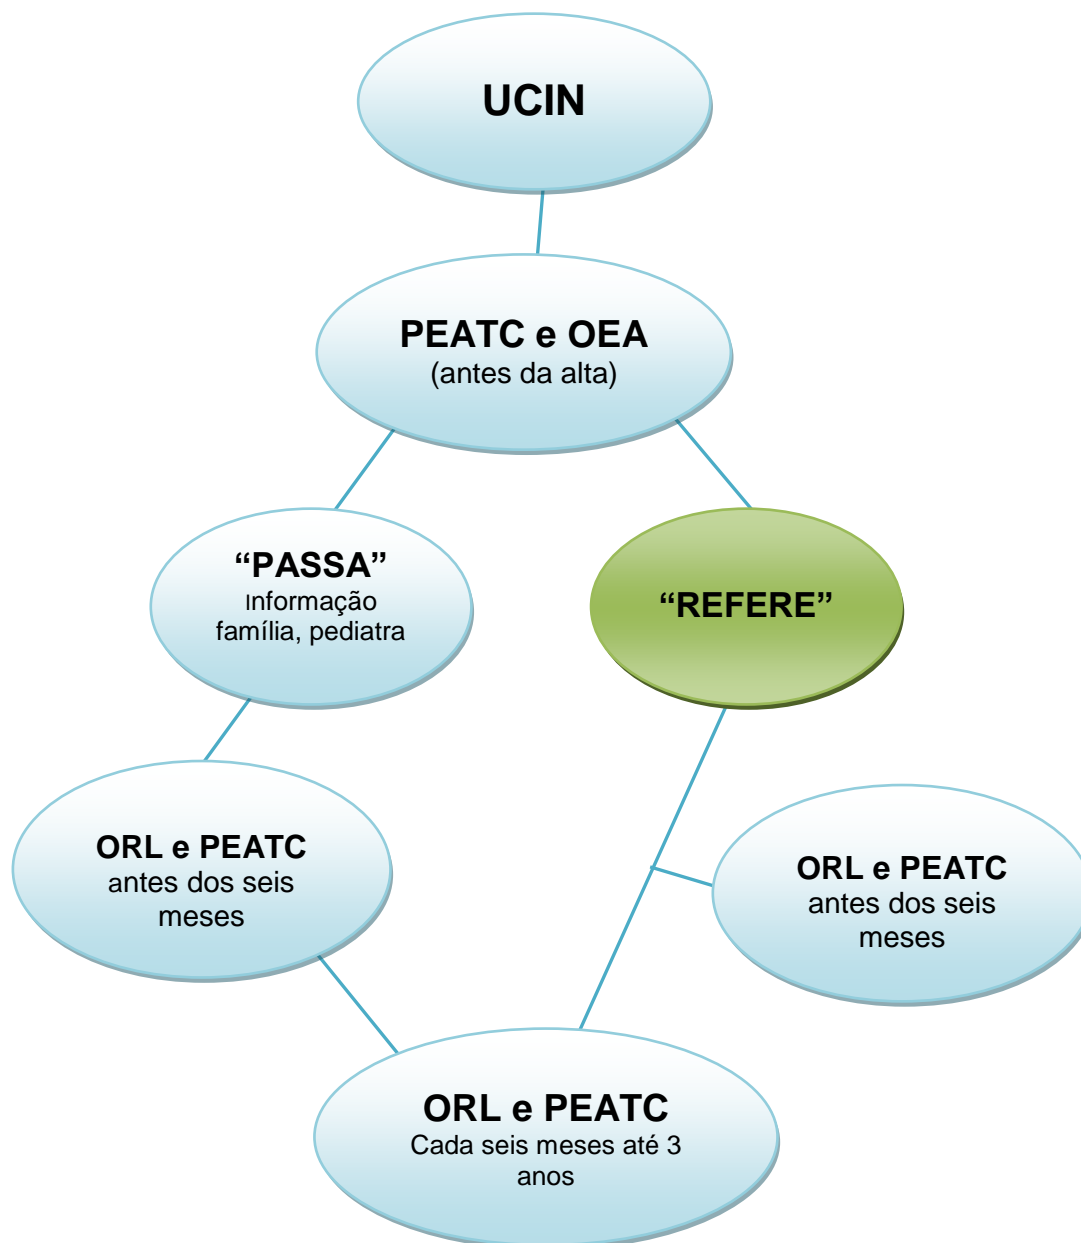 UCIN
PEATC e OEA
(antes da alta)
“PASSA”
Informação
família, pediatra
“REFERE”
ORL e PEATC
antes dos seis
meses
ORL e PEATC
antes dos seis
meses
ORL e PEATC
Cada seis meses até 3
anos